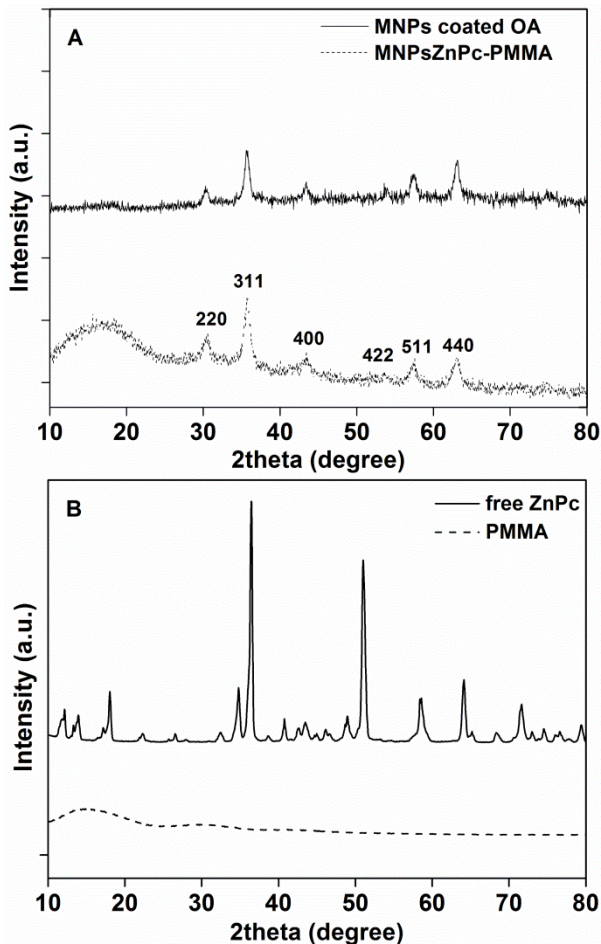 A
MNPs coated OA
MNPsZnPc-PMMA
Intensity (a.u.)
311
220
400
422
511
440
10 20 30 40 50 60 70 80
2theta (degree)
B
free ZnPc
PMMA
Intensity (a.u.)
10 20 30 40 50 60 70 80
2theta (degree)